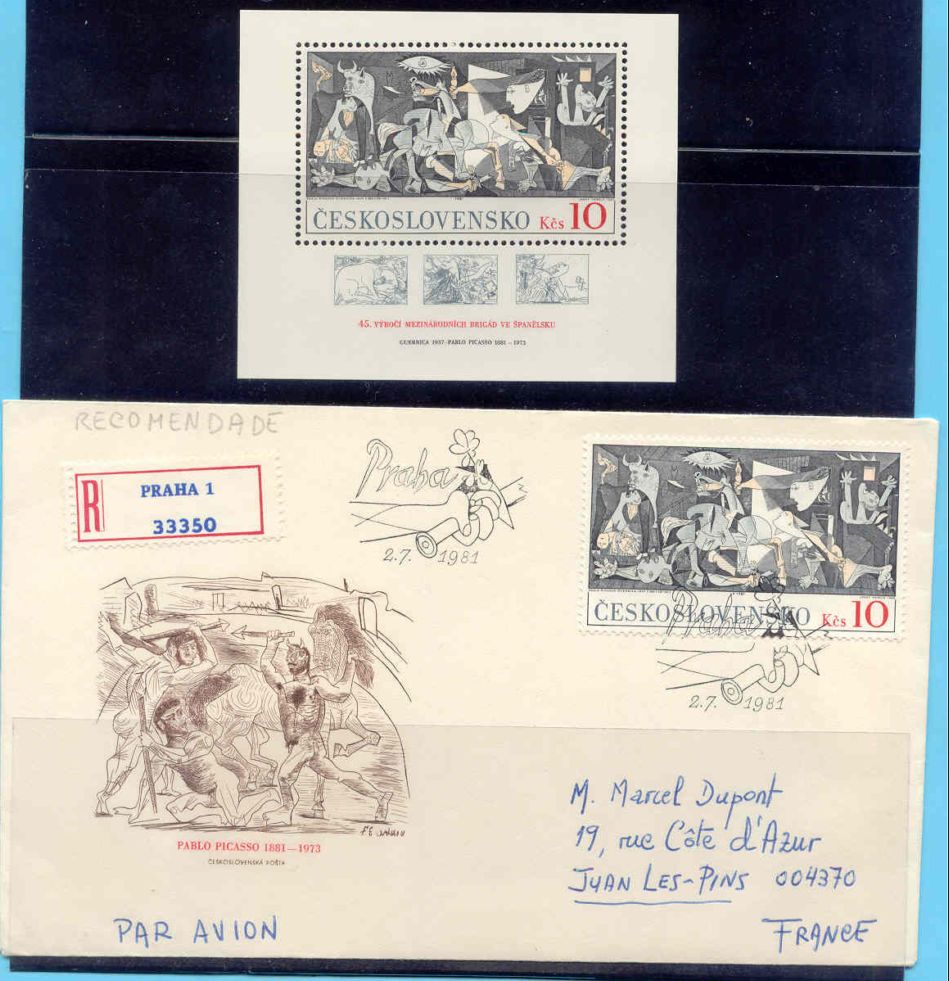 ČESKOSLOVENSKO Kčs 10
45. VÝROČÍ MEZINÁRODNÍCH BRIGÁD VE ŠPANĚLSKU
GUERNICA 1937-PABLO PICASSO 1881-1973
RECOMENDADE
R PRAHA 1
33350
Praha
2.7. 1981
ČESKOSLOVENSKO Kčs 10
Praha
2.7. 1981
PABLO PICASSO 1881-1973
ČESKOSLOVENSKÁ POŠTA
M. Marcel Dupont
19, rue Côte d'Azur
JUAN LES-PINS 004370
FRANCE
PAR AVION